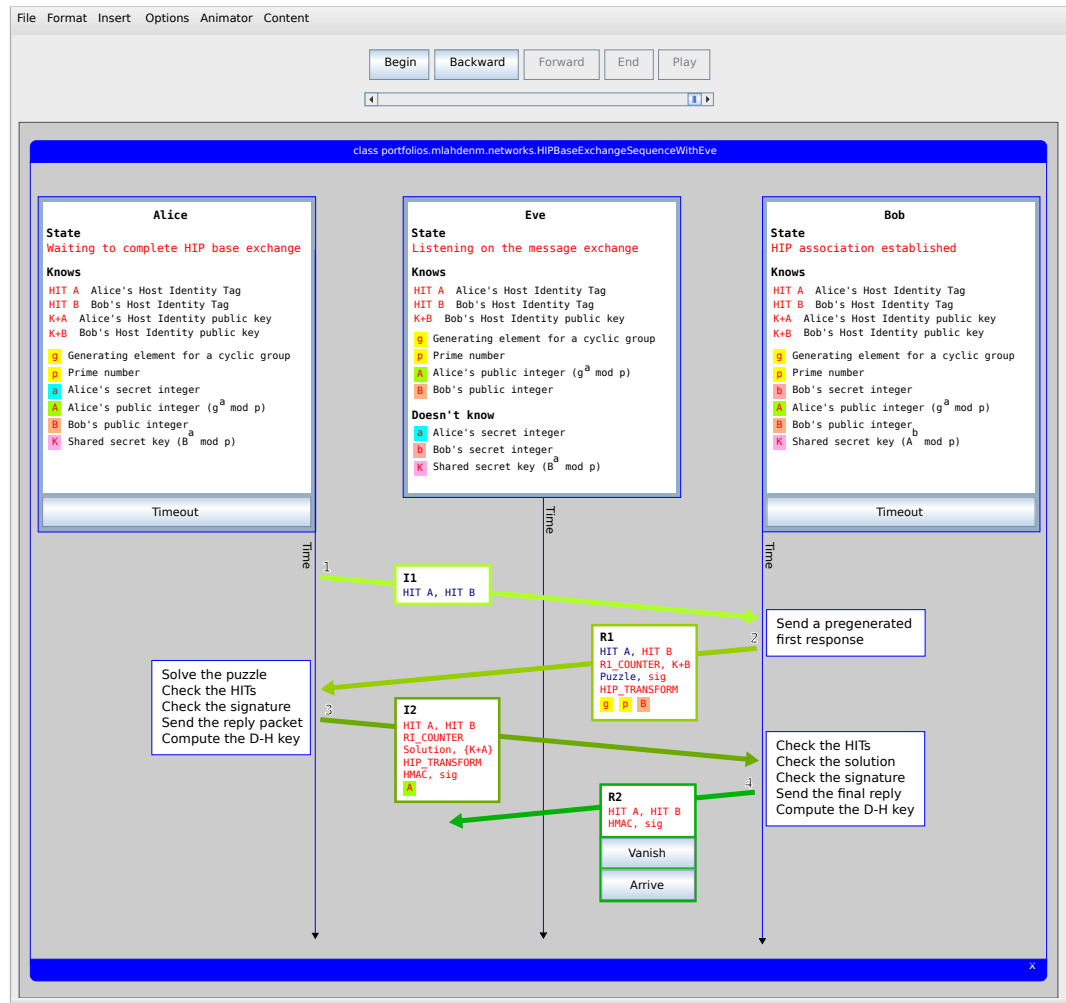 File Format Insert Options Animator Content
Begin Backward Forward End Play
class portfolios.mlahdenm.networks.HIPBaseExchangeSequenceWithEve
Alice
State
Waiting to complete HIP base exchange
Knows
HIT A Alice's Host Identity Tag
HIT B Bob's Host Identity Tag
K+A Alice's Host Identity public key
K+B Bob's Host Identity public key
g Generating element for a cyclic group
p Prime number
a Alice's secret integer
A Alice's public integer (g^a mod p)
B Bob's public integer
K Shared secret key (B^a mod p)
Timeout
Eve
State
Listening on the message exchange
Knows
HIT A Alice's Host Identity Tag
HIT B Bob's Host Identity Tag
K+B Bob's Host Identity public key
g Generating element for a cyclic group
p Prime number
A Alice's public integer (g^a mod p)
B Bob's public integer
Doesn't know
a Alice's secret integer
b Bob's secret integer
K Shared secret key (B^a mod p)
Bob
State
HIP association established
Knows
HIT A Alice's Host Identity Tag
HIT B Bob's Host Identity Tag
K+A Alice's Host Identity public key
K+B Bob's Host Identity public key
g Generating element for a cyclic group
p Prime number
b Bob's secret integer
A Alice's public integer (g^a mod p)
B Bob's public integer
K Shared secret key (A^b mod p)
Timeout
Time
Time
Time
1
I1
HIT A, HIT B
Send a pregenerated
first response
2
R1
HIT A, HIT B
R1_COUNTER, K+B
Puzzle, sig
HIP_TRANSFORM
g p B
Solve the puzzle
Check the HITs
Check the signature
Send the reply packet
Compute the D-H key
3
I2
HIT A, HIT B
RI_COUNTER
Solution, {K+A}
HIP_TRANSFORM
HMAC, sig
A
Check the HITs
Check the solution
Check the signature
Send the final reply
Compute the D-H key
4
R2
HIT A, HIT B
HMAC, sig
Vanish
Arrive